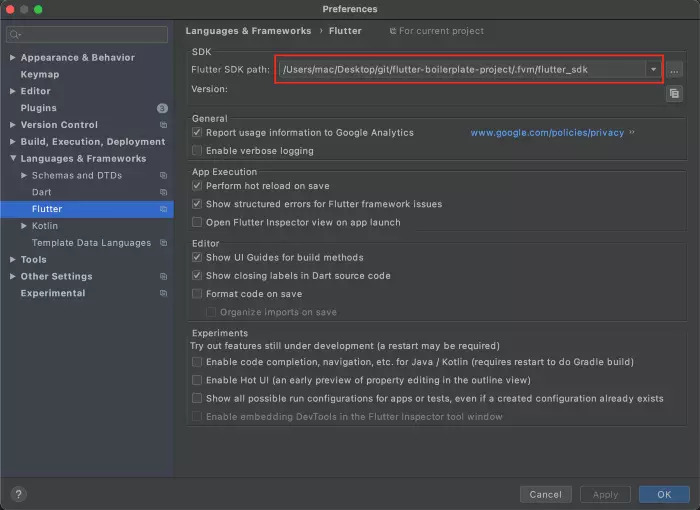 Preferences
Languages & Frameworks › Flutter For current project
Appearance & Behavior
Keymap
Editor
Plugins 3
Version Control
Build, Execution, Deployment
Languages & Frameworks
Schemas and DTDs
Dart
Flutter
Kotlin
Template Data Languages
Tools
Other Settings
Experimental
SDK
Flutter SDK path: /Users/mac/Desktop/git/flutter-boilerplate-project/.fvm/flutter_sdk ...
Version:
General
Report usage information to Google Analytics www.google.com/policies/privacy ››
Enable verbose logging
App Execution
Perform hot reload on save
Show structured errors for Flutter framework issues
Open Flutter Inspector view on app launch
Editor
Show UI Guides for build methods
Show closing labels in Dart source code
Format code on save
Organize imports on save
Experiments
Try out features still under development (a restart may be required)
Enable code completion, navigation, etc. for Java / Kotlin (requires restart to do Gradle build)
Enable Hot UI (an early preview of property editing in the outline view)
Show all possible run configurations for apps or tests, even if a created configuration already exists
Enable embedding DevTools in the Flutter Inspector tool window
? Cancel Apply OK